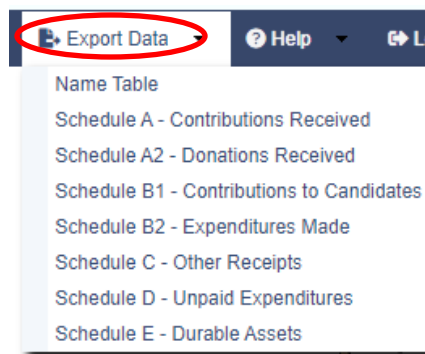 Export Data Help L
Name Table
Schedule A - Contributions Received
Schedule A2 - Donations Received
Schedule B1 - Contributions to Candidates
Schedule B2 - Expenditures Made
Schedule C - Other Receipts
Schedule D - Unpaid Expenditures
Schedule E - Durable Assets